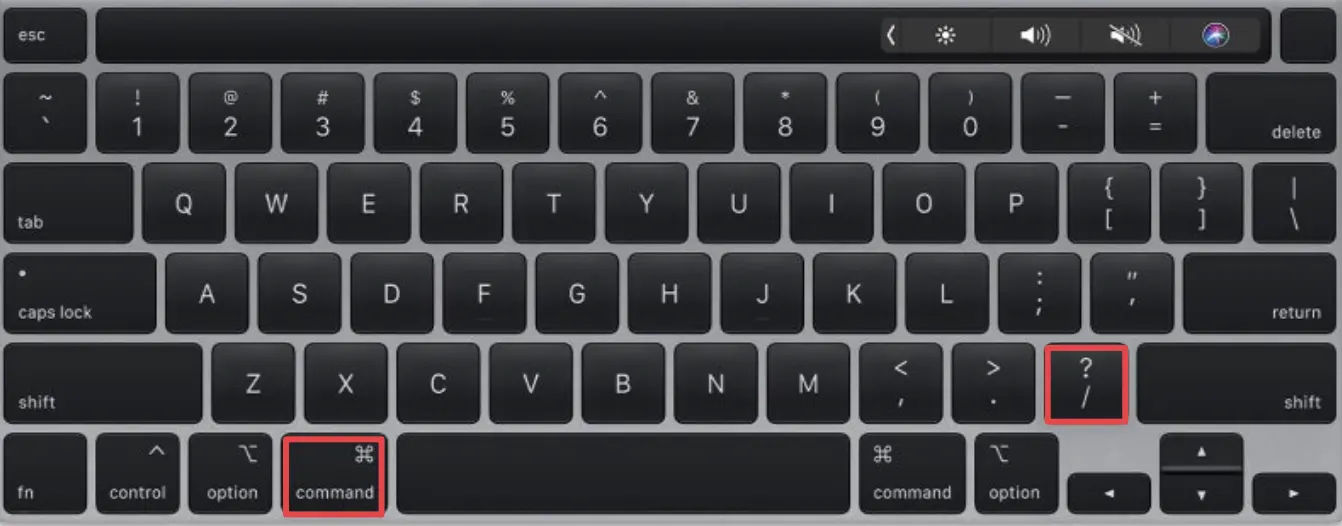 esc
~ ! @ # $ % ^ & * ( ) — +
` 1 2 3 4 5 6 7 8 9 0 - = delete
tab Q W E R T Y U I O P { } |
[ ] \
caps lock A S D F G H J K L : "
; '
return
shift Z X C V B N M < > ?
, . /
shift
^ ⌥ ⌘ ⌘ ⌥
fn control option command command option